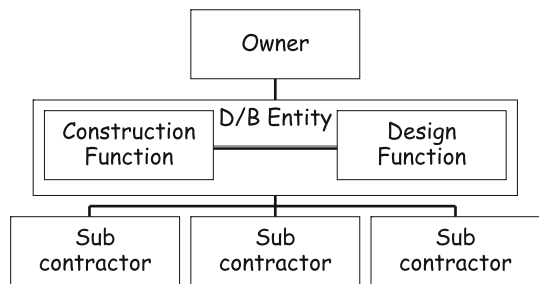 Owner
D/B Entity
Construction
Function
Design
Function
Sub
contractor
Sub
contractor
Sub
contractor